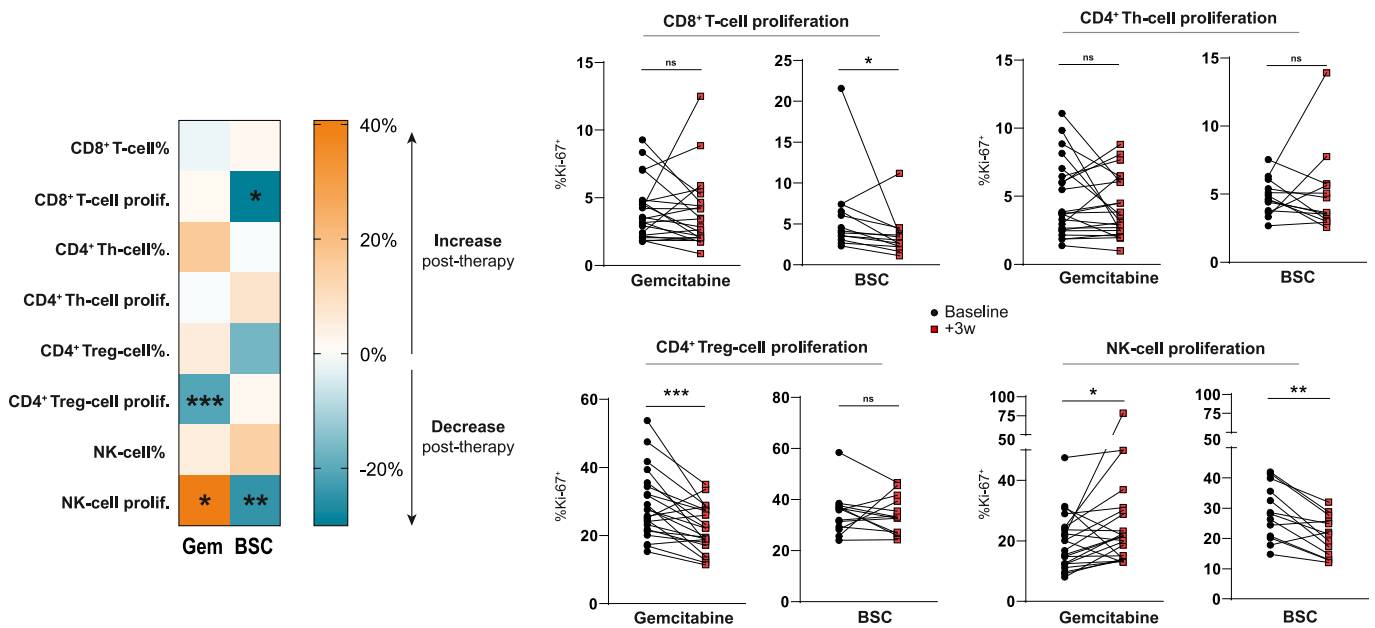 CD8⁺ T-cell%
CD8⁺ T-cell prolif.
CD4⁺ Th-cell%.
CD4⁺ Th-cell prolif.
CD4⁺ Treg-cell%.
CD4⁺ Treg-cell prolif.
NK-cell%
NK-cell prolif.
*
***
* **
Gem BSC
40%
20%
0%
-20%
Increase
post-therapy
Decrease
post-therapy
CD8⁺ T-cell proliferation
%Ki-67⁺
15
10
5
0
ns
Gemcitabine
25
20
15
10
5
0
*
BSC
CD4⁺ Th-cell proliferation
%Ki-67⁺
15
10
5
0
ns
Gemcitabine
15
10
5
0
ns
BSC
Baseline
+3w
CD4⁺ Treg-cell proliferation
%Ki-67⁺
60
40
20
0
***
Gemcitabine
80
60
40
20
0
ns
BSC
NK-cell proliferation
%Ki-67⁺
100
75
50
50
40
30
20
10
0
*
Gemcitabine
100
75
50
50
40
30
20
10
0
**
BSC